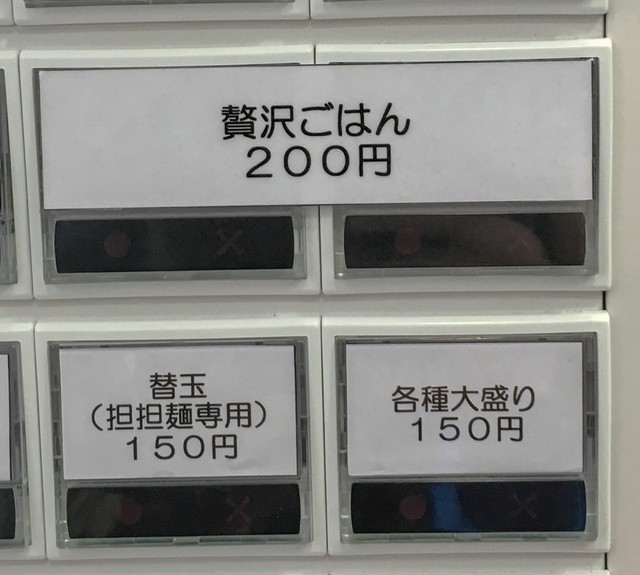 贅沢ごはん
２００円
替玉
（担担麺専用）
１５０円
各種大盛り
１５０円